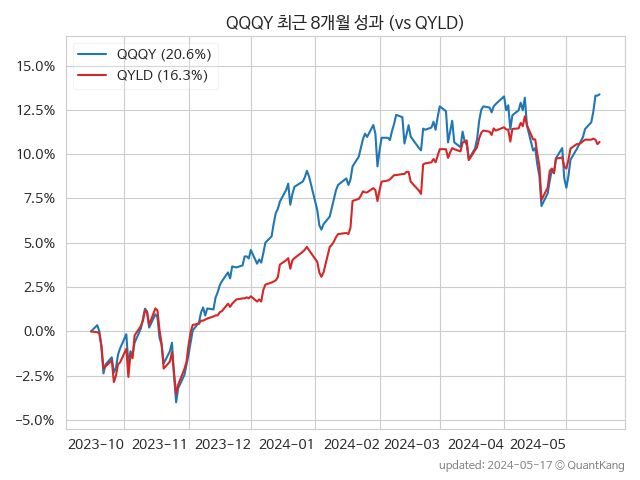 QQQY 최근 8개월 성과 (vs QYLD)
QQQY (20.6%)
QYLD (16.3%)
15.0%
12.5%
10.0%
7.5%
5.0%
2.5%
0.0%
−2.5%
−5.0%
2023-10 2023-11 2023-12 2024-01 2024-02 2024-03 2024-04 2024-05
updated: 2024-05-17 © QuantKang